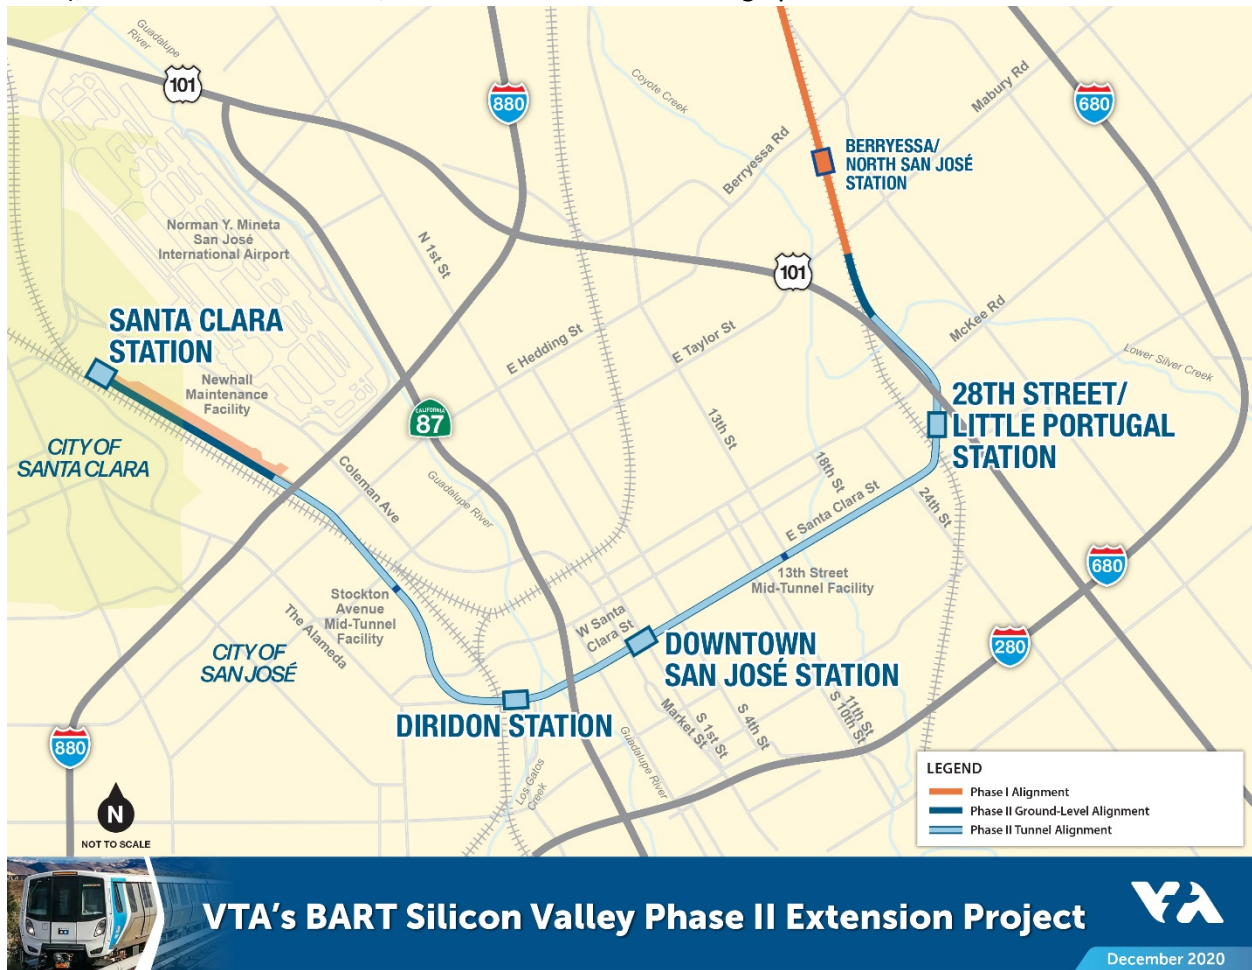 Guadalupe
River
101
880
Coyote Creek
Mabury Rd
680
Berryessa Rd
BERRYESSA/
NORTH SAN JOSÉ
STATION
Norman Y. Mineta
San José
International Airport
N 1st St
101
SANTA CLARA
STATION
E Hedding St
E Taylor St
McKee Rd
Lower Silver Creek
Newhall
Maintenance
Facility
CALIFORNIA
87
28TH STREET/
LITTLE PORTUGAL
STATION
CITY OF
SANTA CLARA
13th St
18th St
24th St
Coleman Ave
Guadalupe River
E Santa Clara St
680
13th Street
Mid-Tunnel Facility
Stockton
Avenue
Mid-Tunnel
Facility
The Alameda
W Santa
Clara St
CITY OF
SAN JOSÉ
DOWNTOWN
SAN JOSÉ STATION
280
DIRIDON STATION
Market St
S 1st St
S 4th St
S 10th St
11th St
880
Los Gatos
Creek
Guadalupe River
N
NOT TO SCALE
LEGEND
Phase I Alignment
Phase II Ground-Level Alignment
Phase II Tunnel Alignment
VTA's BART Silicon Valley Phase II Extension Project
VTA
December 2020